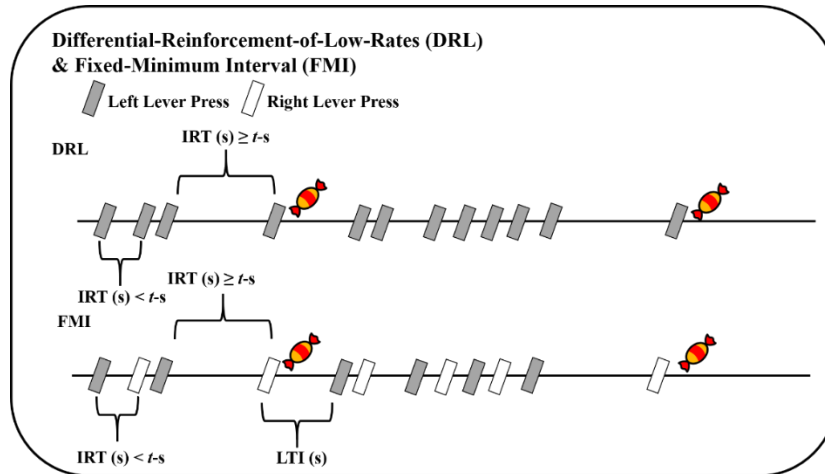 Differential-Reinforcement-of-Low-Rates (DRL)
& Fixed-Minimum Interval (FMI)
Left Lever Press Right Lever Press
IRT (s) ≥ t-s
DRL
IRT (s) < t-s
IRT (s) ≥ t-s
FMI
IRT (s) < t-s
LTI (s)